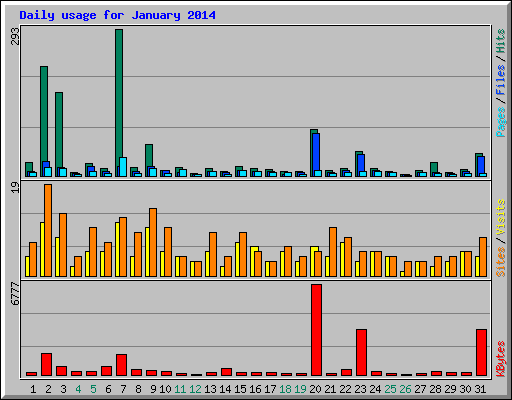 Daily usage for January 2014
293
Pages / Files / Hits
19
Sites / Visits
6777
KBytes
1 2 3 4 5 6 7 8 9 10 11 12 13 14 15 16 17 18 19 20 21 22 23 24 25 26 27 28 29 30 31